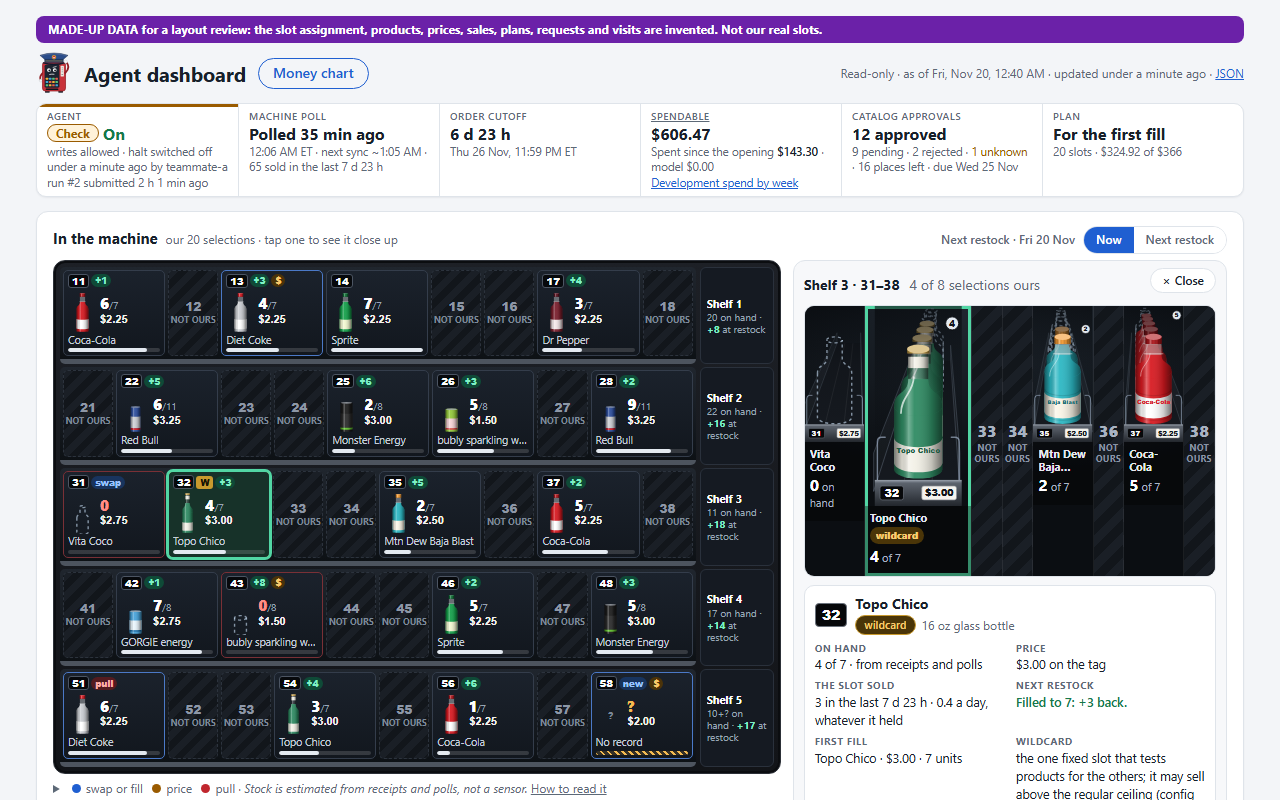 MADE-UP DATA for a layout review: the slot assignment, products, prices, sales, plans, requests and visits are invented. Not our real slots.
Agent dashboard
Money chart
Read-only · as of Fri, Nov 20, 12:40 AM · updated under a minute ago · JSON
AGENT
Check On
writes allowed · halt switched off
under a minute ago by teammate-a
run #2 submitted 2 h 1 min ago
MACHINE POLL
Polled 35 min ago
12:06 AM ET · next sync ~1:05 AM ·
65 sold in the last 7 d 23 h
ORDER CUTOFF
6 d 23 h
Thu 26 Nov, 11:59 PM ET
SPENDABLE
$606.47
Spent since the opening $143.30 ·
model $0.00
Development spend by week
CATALOG APPROVALS
12 approved
9 pending · 2 rejected · 1 unknown
· 16 places left · due Wed 25 Nov
PLAN
For the first fill
20 slots · $324.92 of $366
In the machine our 20 selections · tap one to see it close up
Next restock · Fri 20 Nov Now Next restock
11 +1
6/7
$2.25
Coca-Cola
12
NOT OURS
13 +3 $
4/7
$2.25
Diet Coke
14
7/7
$2.25
Sprite
15
NOT OURS
16
NOT OURS
17 +4
3/7
$2.25
Dr Pepper
18
NOT OURS
Shelf 1
20 on hand ·
+8 at restock
21
NOT OURS
22 +5
6/11
$3.25
Red Bull
23
NOT OURS
24
NOT OURS
25 +6
2/8
$3.00
Monster Energy
26 +3
5/8
$1.50
bubly sparkling w...
27
NOT OURS
28 +2
9/11
$3.25
Red Bull
Shelf 2
22 on hand ·
+16 at
restock
31 swap
0
$2.75
Vita Coco
32 W +3
4/7
$3.00
Topo Chico
33
NOT OURS
34
NOT OURS
35 +5
2/7
$2.50
Mtn Dew Baja Blast
36
NOT OURS
37 +2
5/7
$2.25
Coca-Cola
38
NOT OURS
Shelf 3
11 on hand ·
+18 at
restock
41
NOT OURS
42 +1
7/8
$2.75
GORGIE energy
43 +8 $
0/8
$1.50
bubly sparkling w...
44
NOT OURS
45
NOT OURS
46 +2
5/7
$2.25
Sprite
47
NOT OURS
48 +3
5/8
$3.00
Monster Energy
Shelf 4
17 on hand ·
+14 at
restock
51 pull
6/7
$2.25
Diet Coke
52
NOT OURS
53
NOT OURS
54 +4
3/7
$3.00
Topo Chico
55
NOT OURS
56 +6
1/7
$2.25
Coca-Cola
57
NOT OURS
58 new $
?
?
$2.00
No record
Shelf 5
10+? on
hand · +17 at
restock
swap or fill price pull · Stock is estimated from receipts and polls, not a sensor. How to read it
Shelf 3 · 31–38 4 of 8 selections ours
× Close
31 $2.75
Vita
Coco
0 on
hand
4
Topo Chico
32 $3.00
Topo Chico
wildcard
4 of 7
33
NOT
OURS
34
NOT
OURS
2
Baja Blast
35 $2.50
Mtn Dew
Baja...
2 of 7
36
NOT
OURS
5
Coca-Cola
37 $2.25
Coca-
Cola
5 of 7
38
NOT
OURS
32
Topo Chico
wildcard 16 oz glass bottle
ON HAND
4 of 7 · from receipts and polls
PRICE
$3.00 on the tag
THE SLOT SOLD
3 in the last 7 d 23 h · 0.4 a day,
whatever it held
NEXT RESTOCK
Filled to 7: +3 back.
FIRST FILL
Topo Chico · $3.00 · 7 units
WILDCARD
the one fixed slot that tests
products for the others; it may sell
above the regular ceiling (config